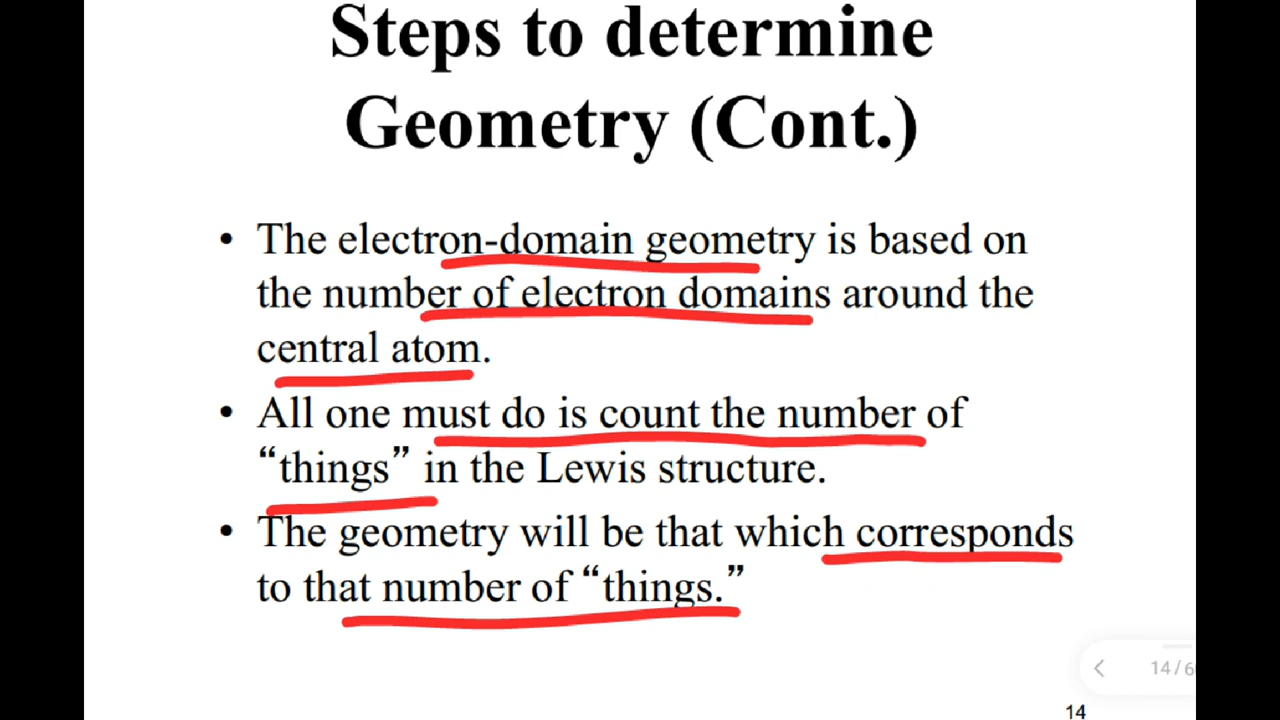 Steps to determine
Geometry (Cont.)
• The electron-domain geometry is based on
the number of electron domains around the
central atom.
• All one must do is count the number of
“things” in the Lewis structure.
• The geometry will be that which corresponds
to that number of “things.”
14 / 6
14